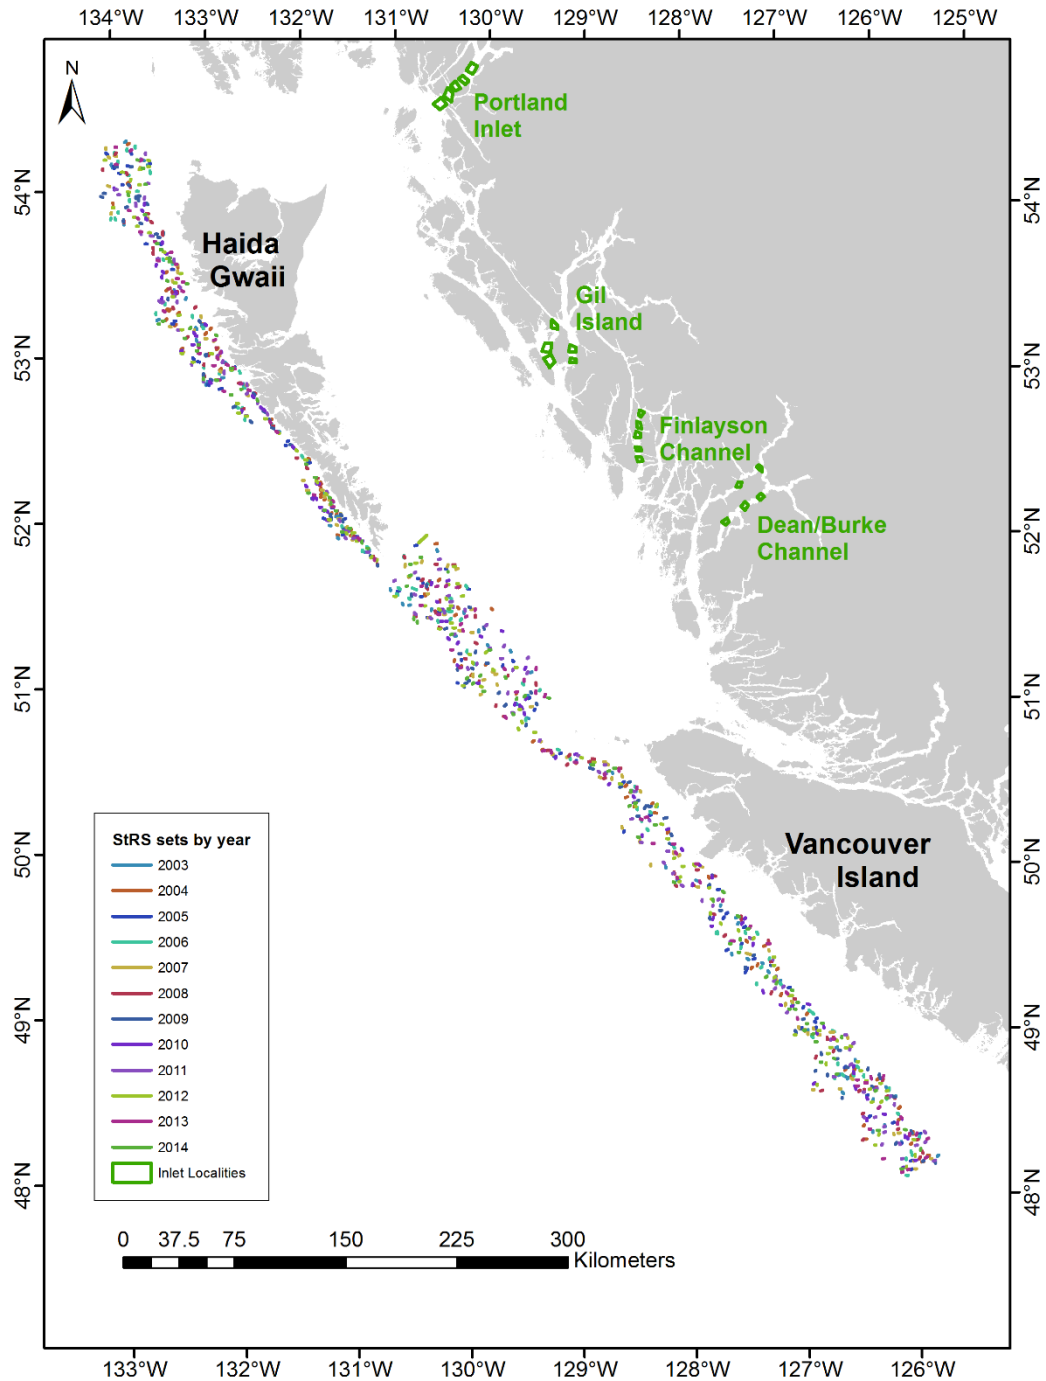 134°W 133°W 132°W 131°W 130°W 129°W 128°W 127°W 126°W 125°W
N
Portland
Inlet
54°N
54°N
Haida
Gwaii
Gil
Island
53°N
53°N
Finlayson
Channel
52°N
52°N
Dean/Burke
Channel
51°N
51°N
StRS sets by year
2003
2004
2005
2006
2007
2008
2009
2010
2011
2012
2013
2014
Inlet Localities
50°N
50°N
Vancouver
Island
49°N
49°N
48°N
48°N
0 37.5 75 150 225 300
Kilometers
133°W 132°W 131°W 130°W 129°W 128°W 127°W 126°W